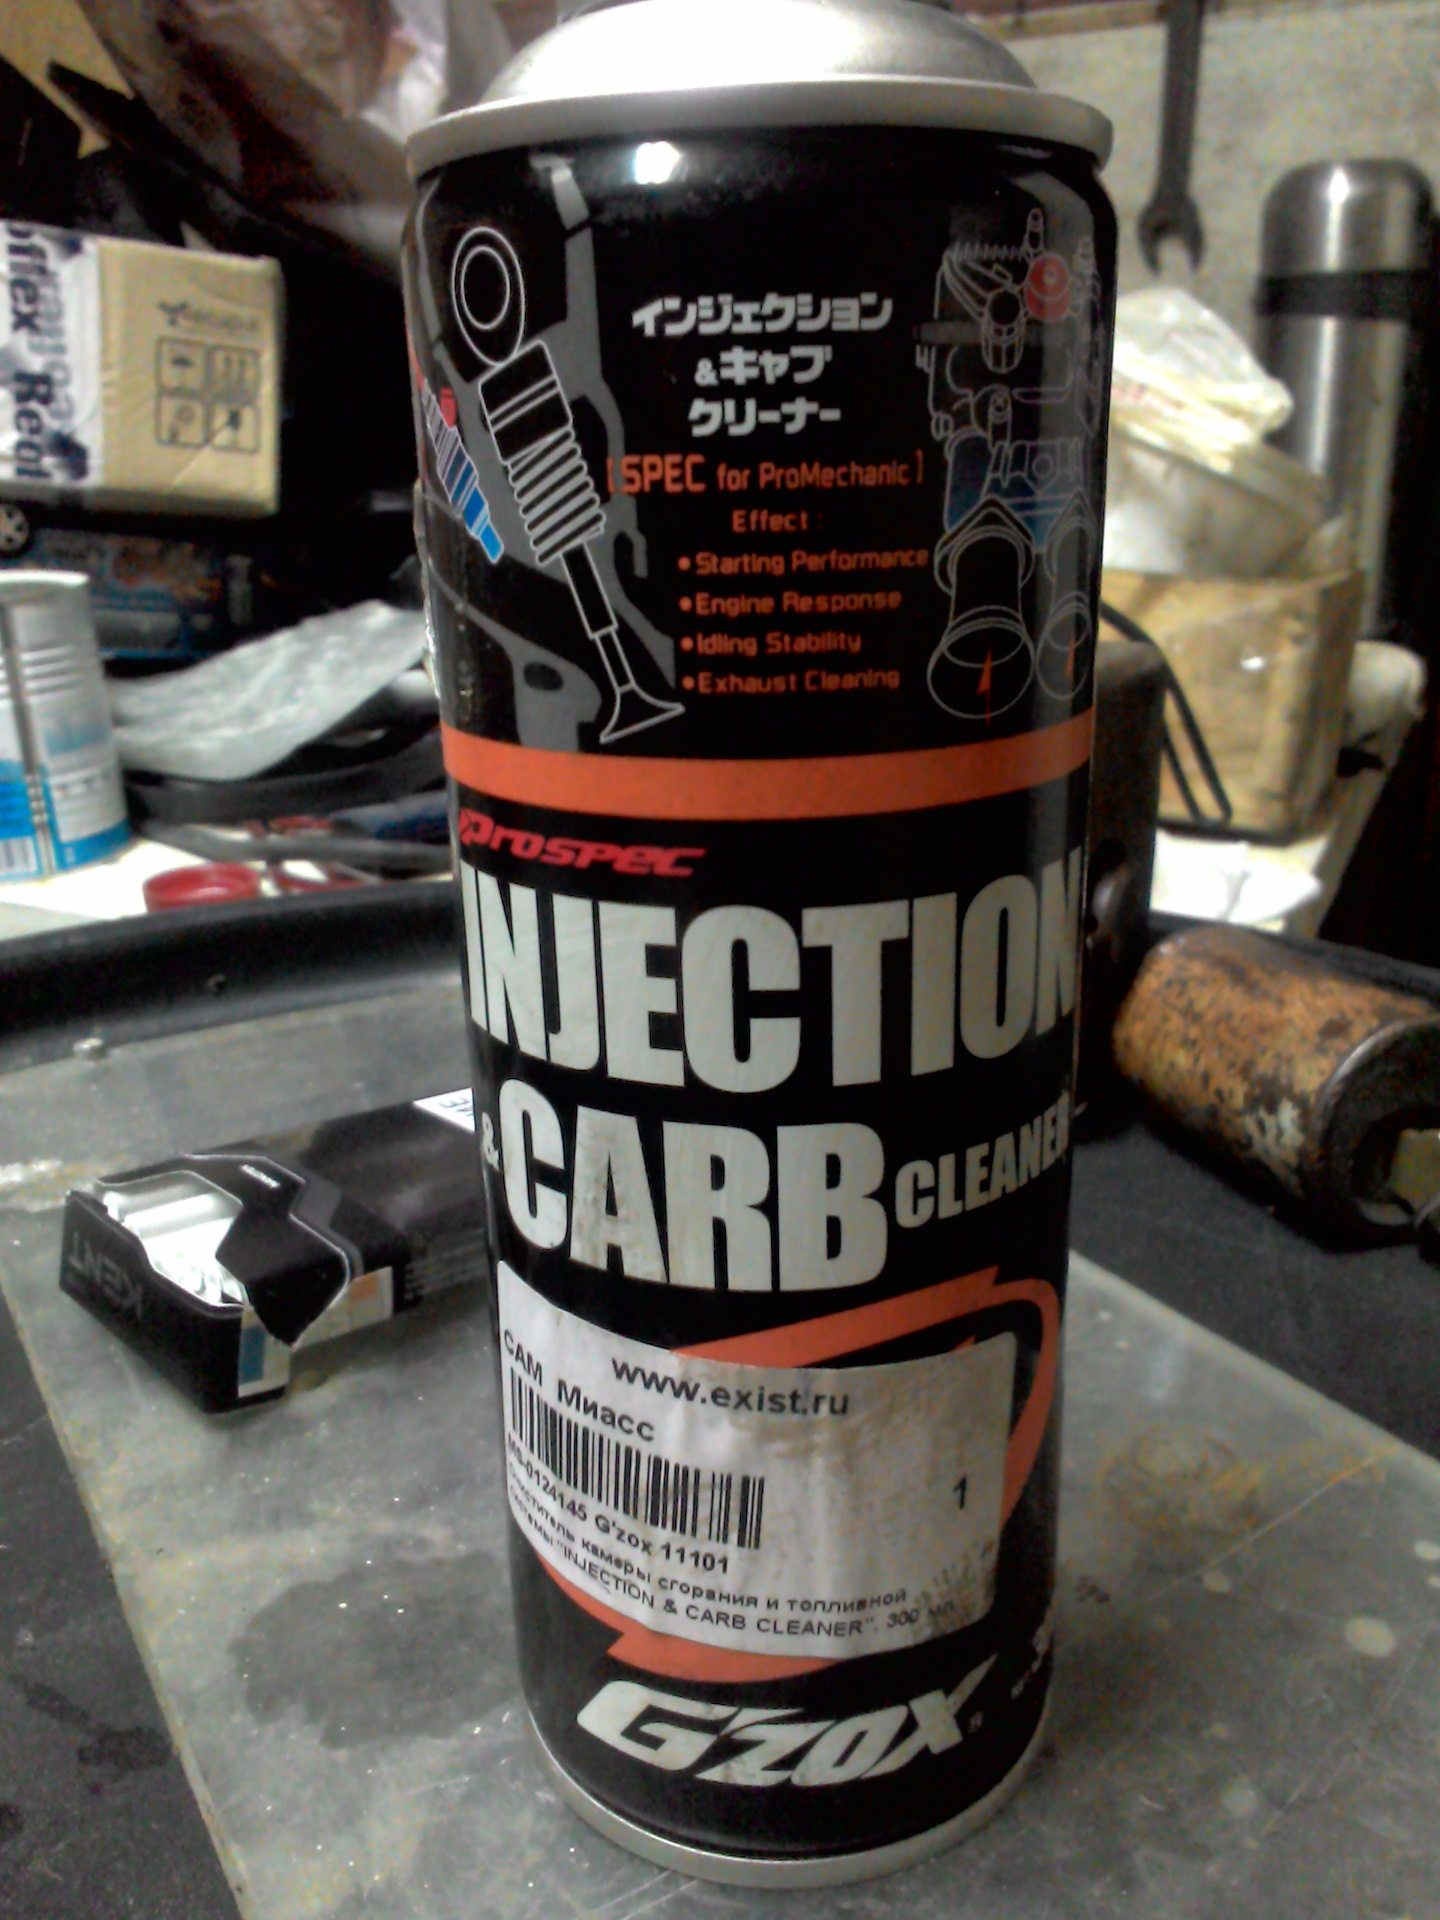 インジェクション
&キャブ
クリーナー
[SPEC for ProMechanic]
Effect :
•Starting Performance
•Engine Response
•Idling Stability
•Exhaust Cleaning
Prospec
INJECTION
&CARB CLEANER
www.exist.ru
САМ Миасс
1
0124145 G'zox 11101
камеры сгорания и топливной
системы "INJECTION & CARB CLEANER", 300 мл
G'ZOX
KENT